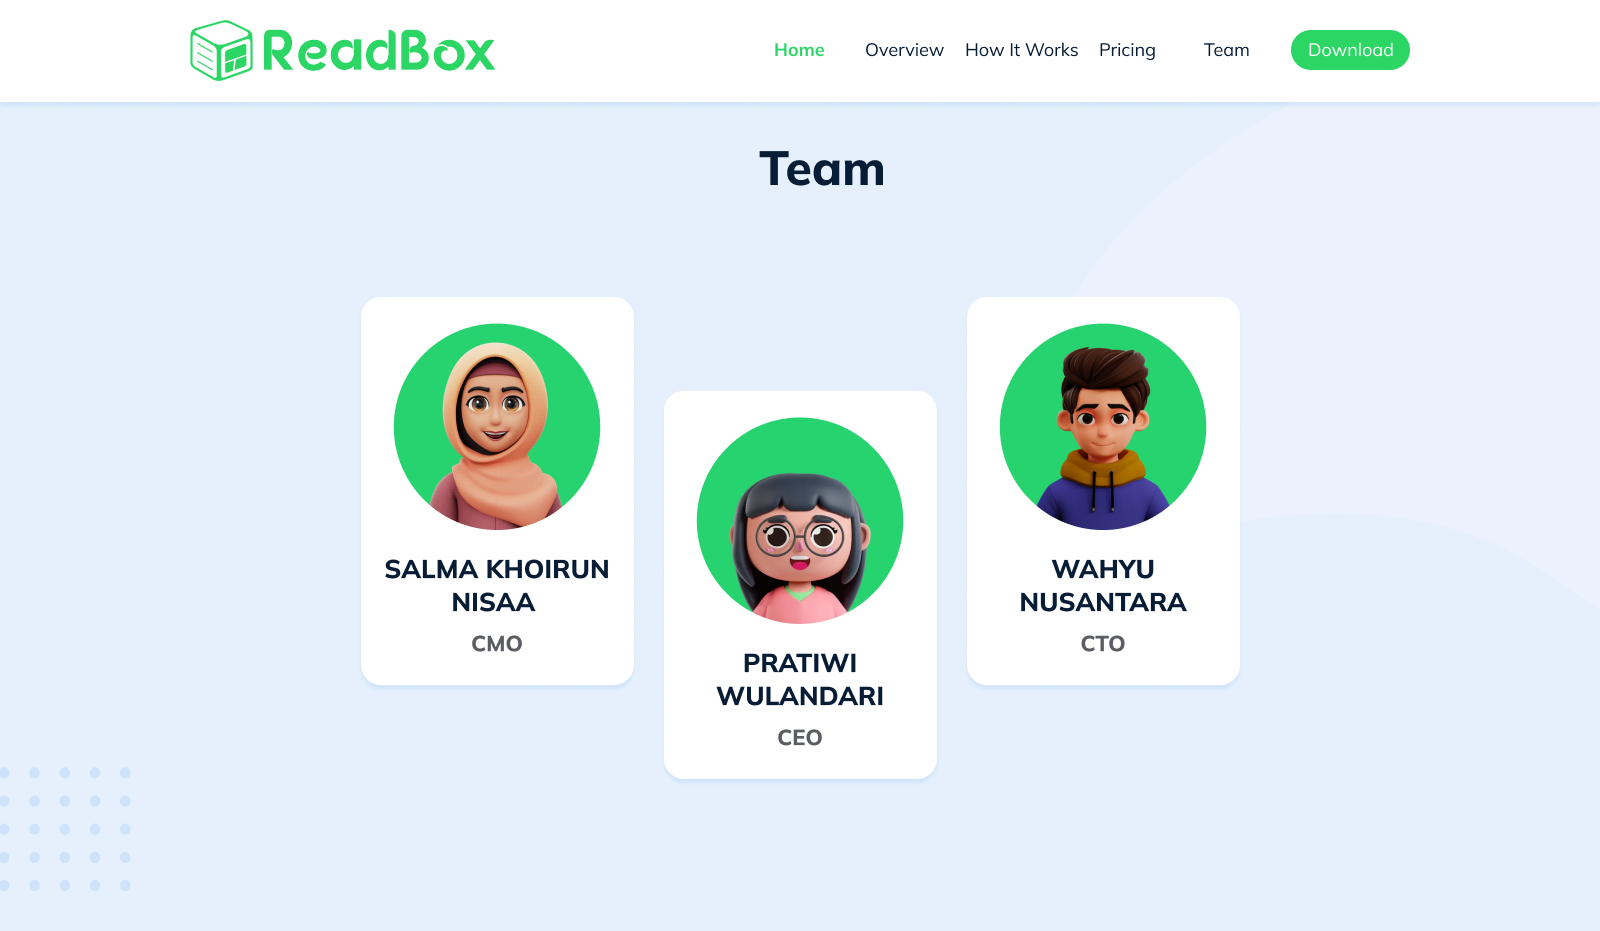 ReadBox
Home Overview How It Works Pricing Team Download
Team
SALMA KHOIRUN
NISAA
CMO
PRATIWI
WULANDARI
CEO
WAHYU
NUSANTARA
CTO